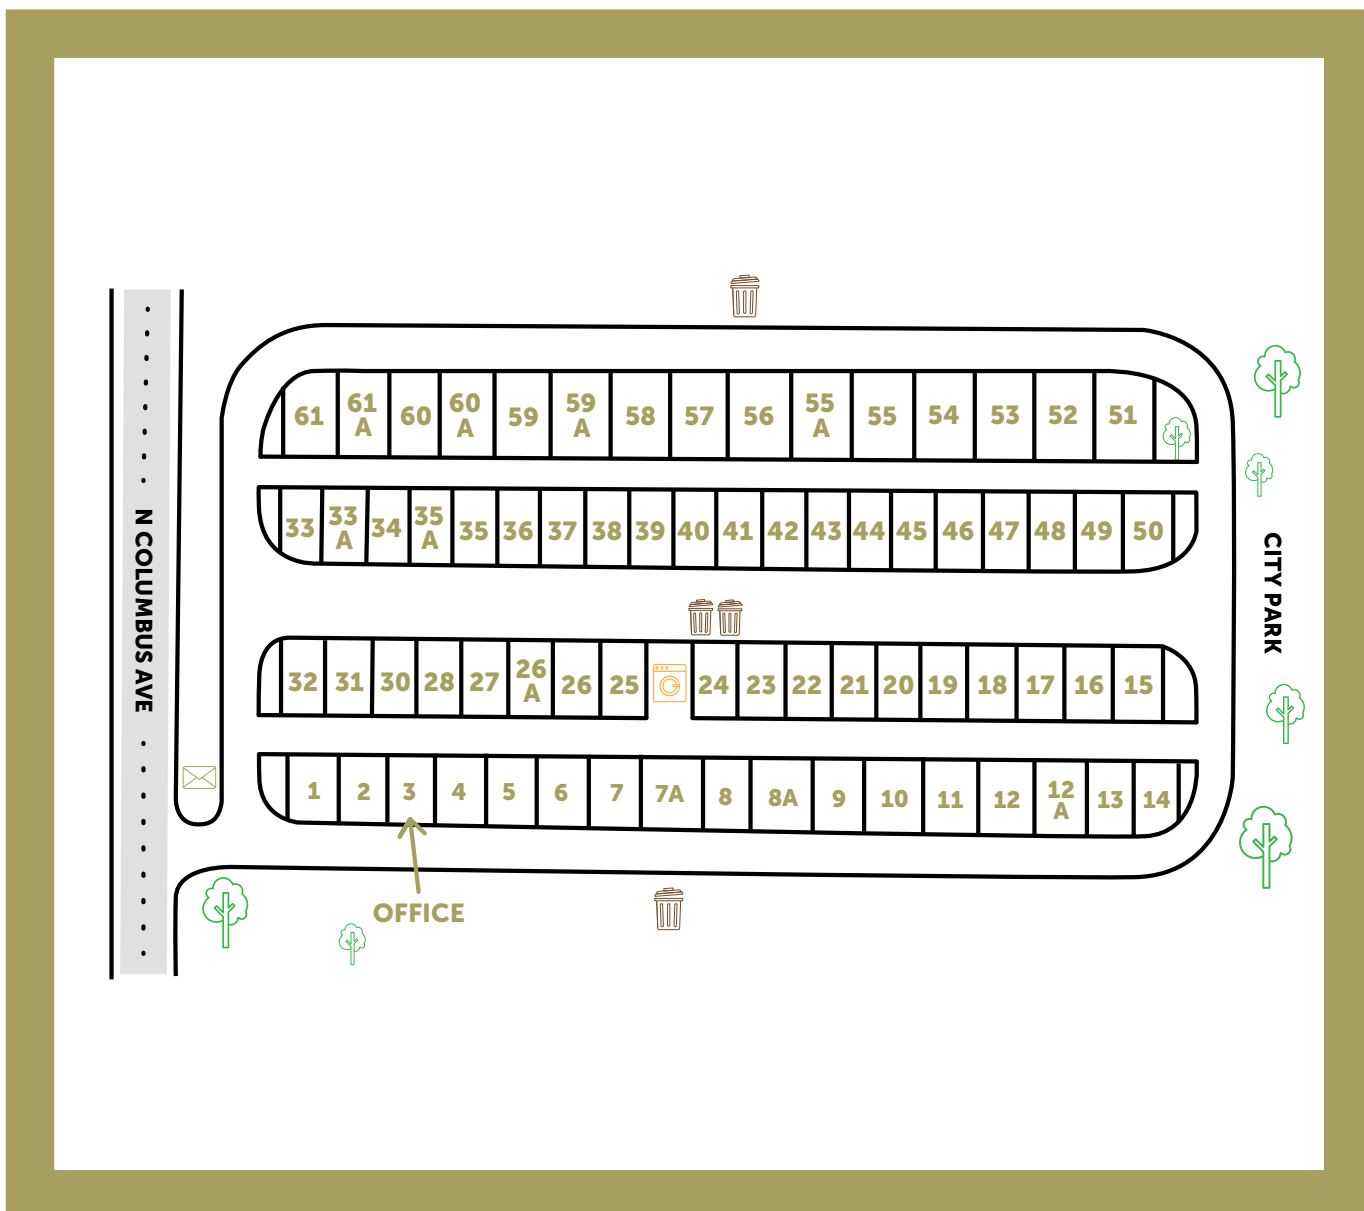 61 61 60 60 59 59 58 57 56 55 55 54 53 52 51
A A A A
33 33 34 35 35 36 37 38 39 40 41 42 43 44 45 46 47 48 49 50
A A
N COLUMBUS AVE
CITY PARK
32 31 30 28 27 26 26 25 24 23 22 21 20 19 18 17 16 15
A
1 2 3 4 5 6 7 7A 8 8A 9 10 11 12 12 13 14
A
OFFICE